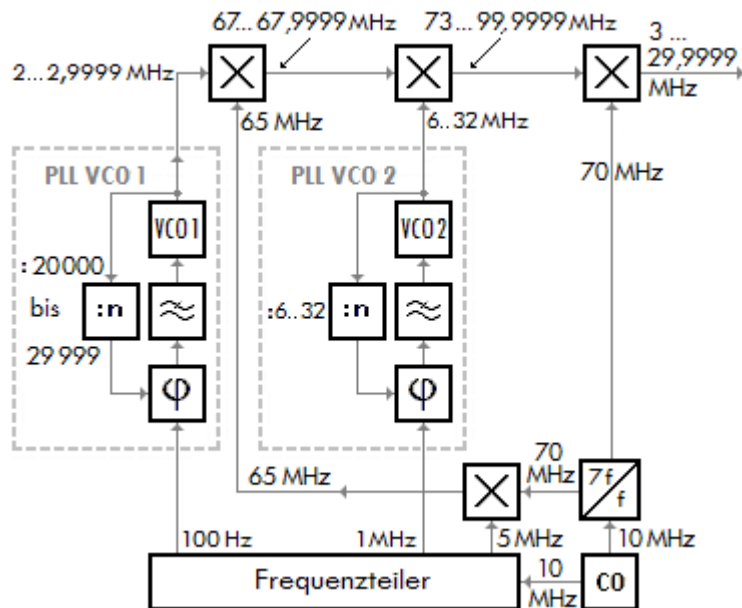 67... 67,9999 MHz
73 ... 99,9999 MHz
3 ...
29,9999
MHz
2 ... 2,9999 MHz
65 MHz
6..32 MHz
70 MHz
PLL VCO 1
PLL VCO 2
VCO1
VCO2
: 20000
bis
29 999
:n
:6..32
:n
φ
φ
65 MHz
70
MHz
7f
f
100 Hz
1 MHz
5 MHz
10 MHz
Frequenzteiler
10
MHz
CO